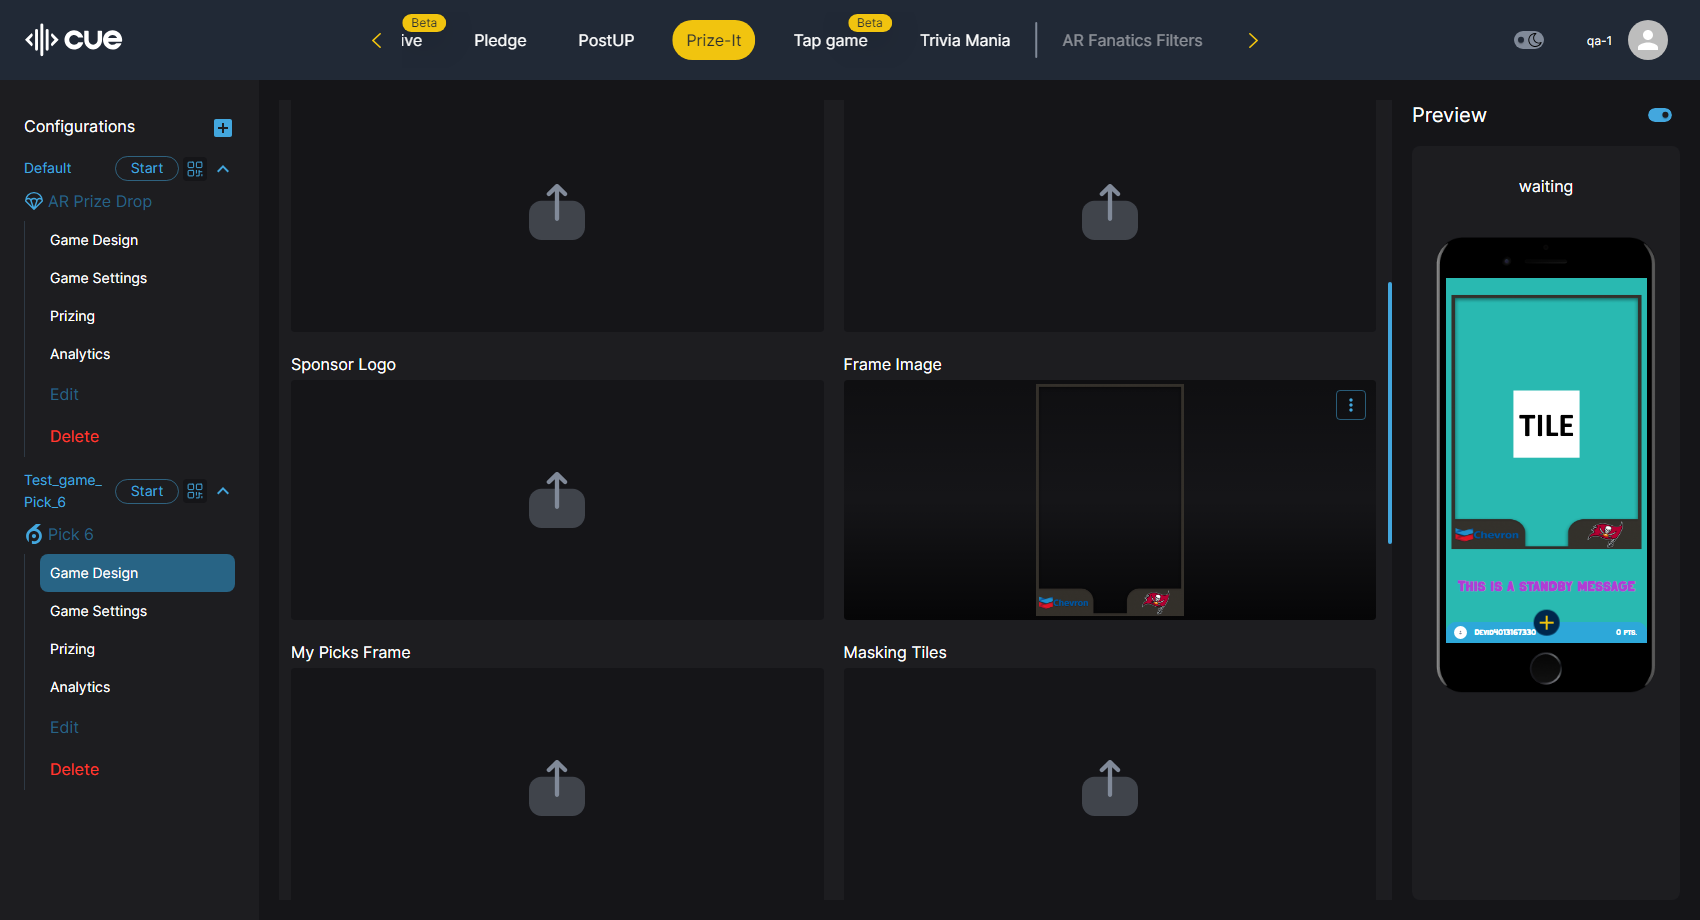 cue
Beta
ive
Pledge
PostUP
Prize-It
Beta
Tap game
Trivia Mania
AR Fanatics Filters
qa-1
Configurations
Default
Start
AR Prize Drop
Game Design
Game Settings
Prizing
Analytics
Edit
Delete
Test_game_
Pick_6
Start
Pick 6
Game Design
Game Settings
Prizing
Analytics
Edit
Delete
Sponsor Logo
Frame Image
Chevron
My Picks Frame
Masking Tiles
Preview
waiting
TILE
Chevron
THIS IS A STANDBY MESSAGE
DEVID4013167330
0 PTS.